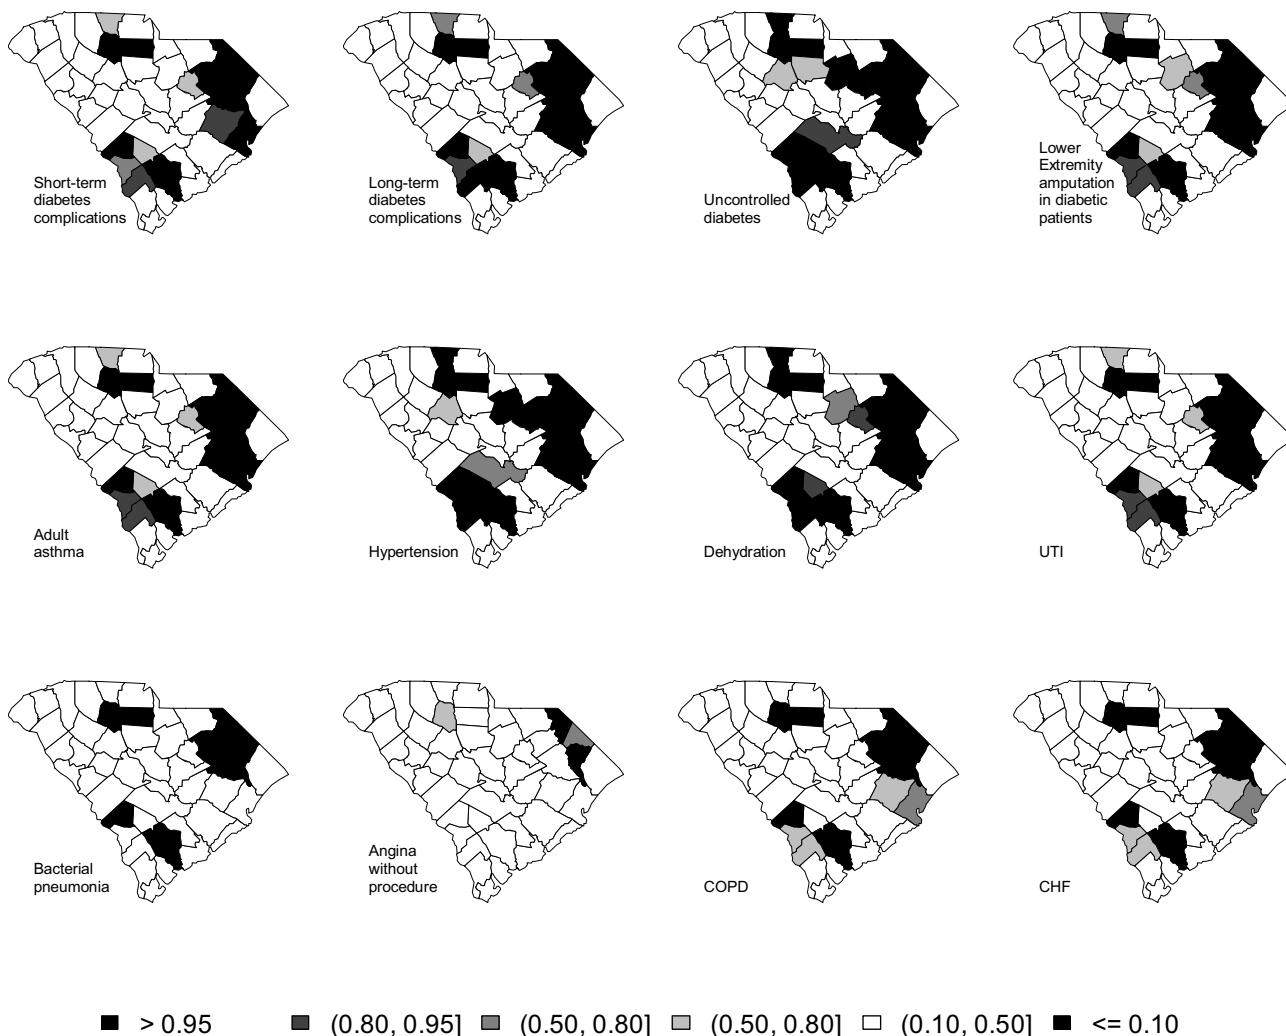 Short-term
diabetes
complications
Long-term
diabetes
complications
Uncontrolled
diabetes
Lower
Extremity
amputation
in diabetic
patients
Adult
asthma
Hypertension
Dehydration
UTI
Bacterial
pneumonia
Angina
without
procedure
COPD
CHF
> 0.95 (0.80, 0.95] (0.50, 0.80] (0.50, 0.80] (0.10, 0.50] <= 0.10